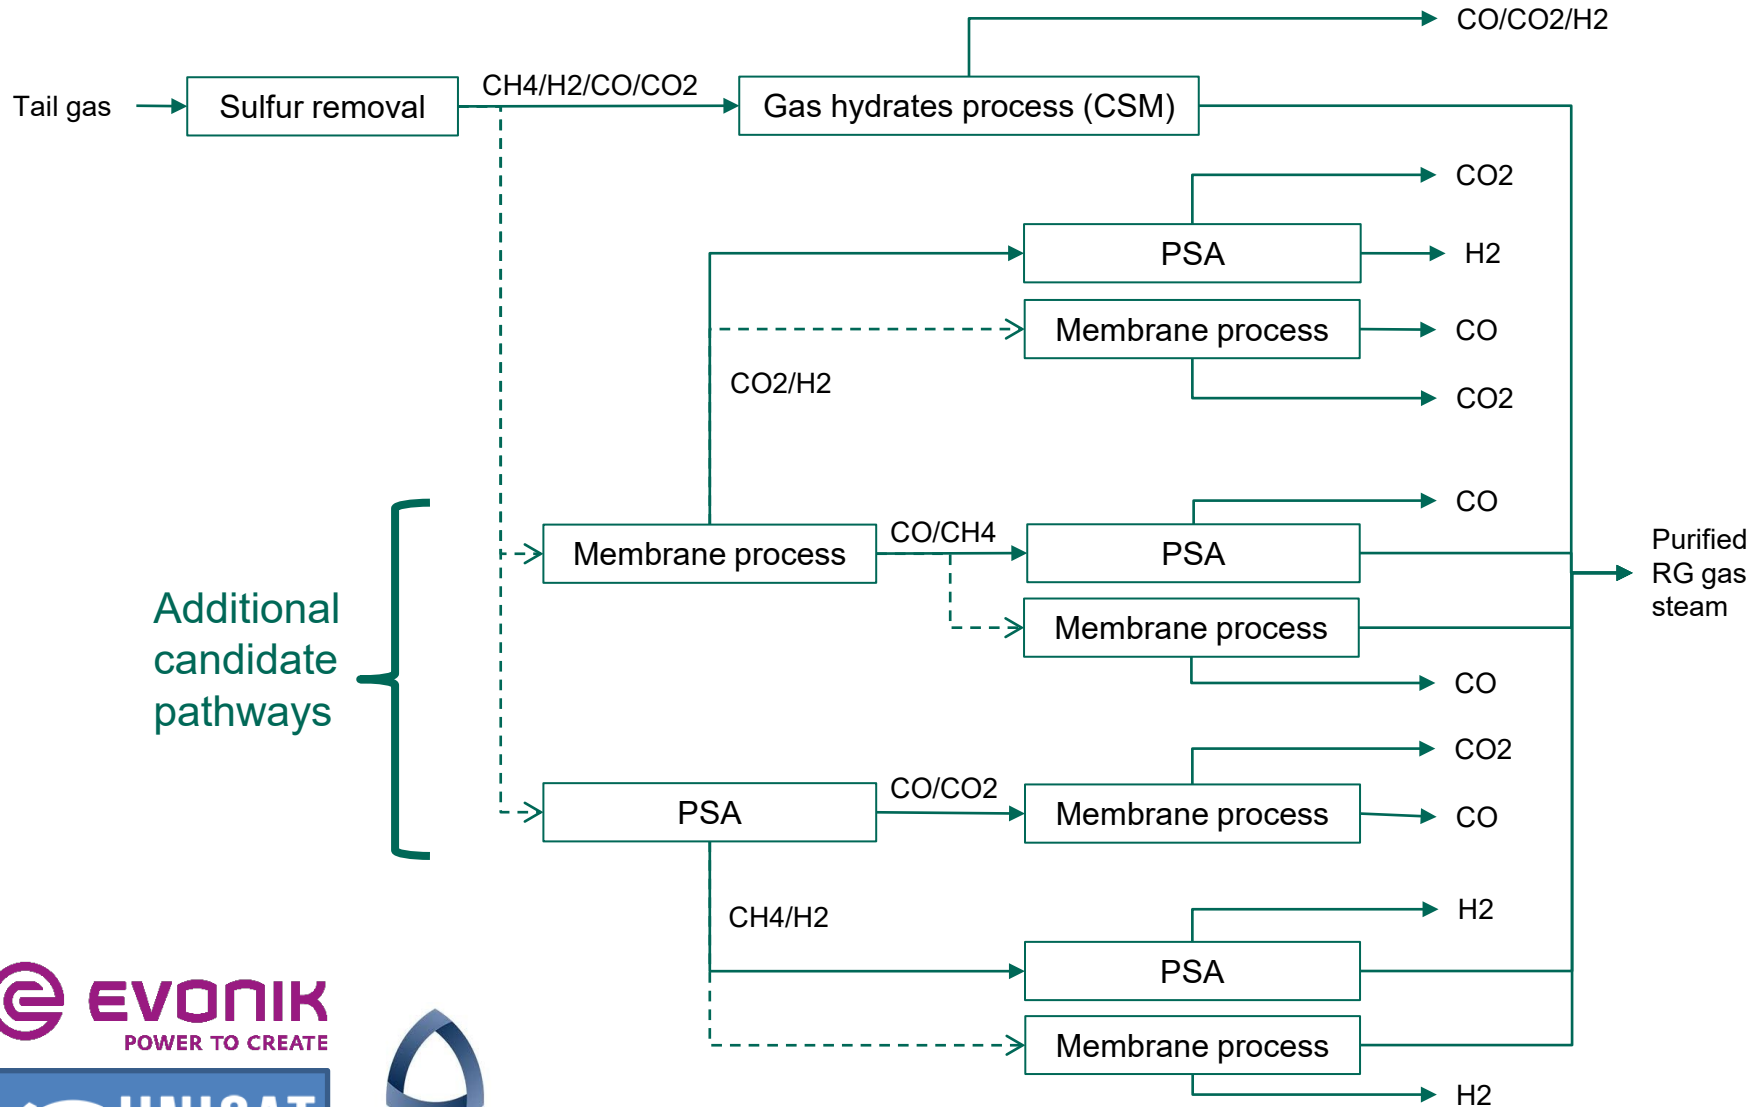 CO/CO2/H2
CH4/H2/CO/CO2
Tail gas
Sulfur removal
Gas hydrates process (CSM)
CO2
PSA
H2
Membrane process
CO
CO2/H2
CO2
CO
CO/CH4
Membrane process
PSA
Purified
RG gas
steam
Additional
candidate
pathways
Membrane process
CO
CO2
CO/CO2
PSA
Membrane process
CO
CH4/H2
H2
PSA
EVONIK
POWER TO CREATE
Membrane process
H2